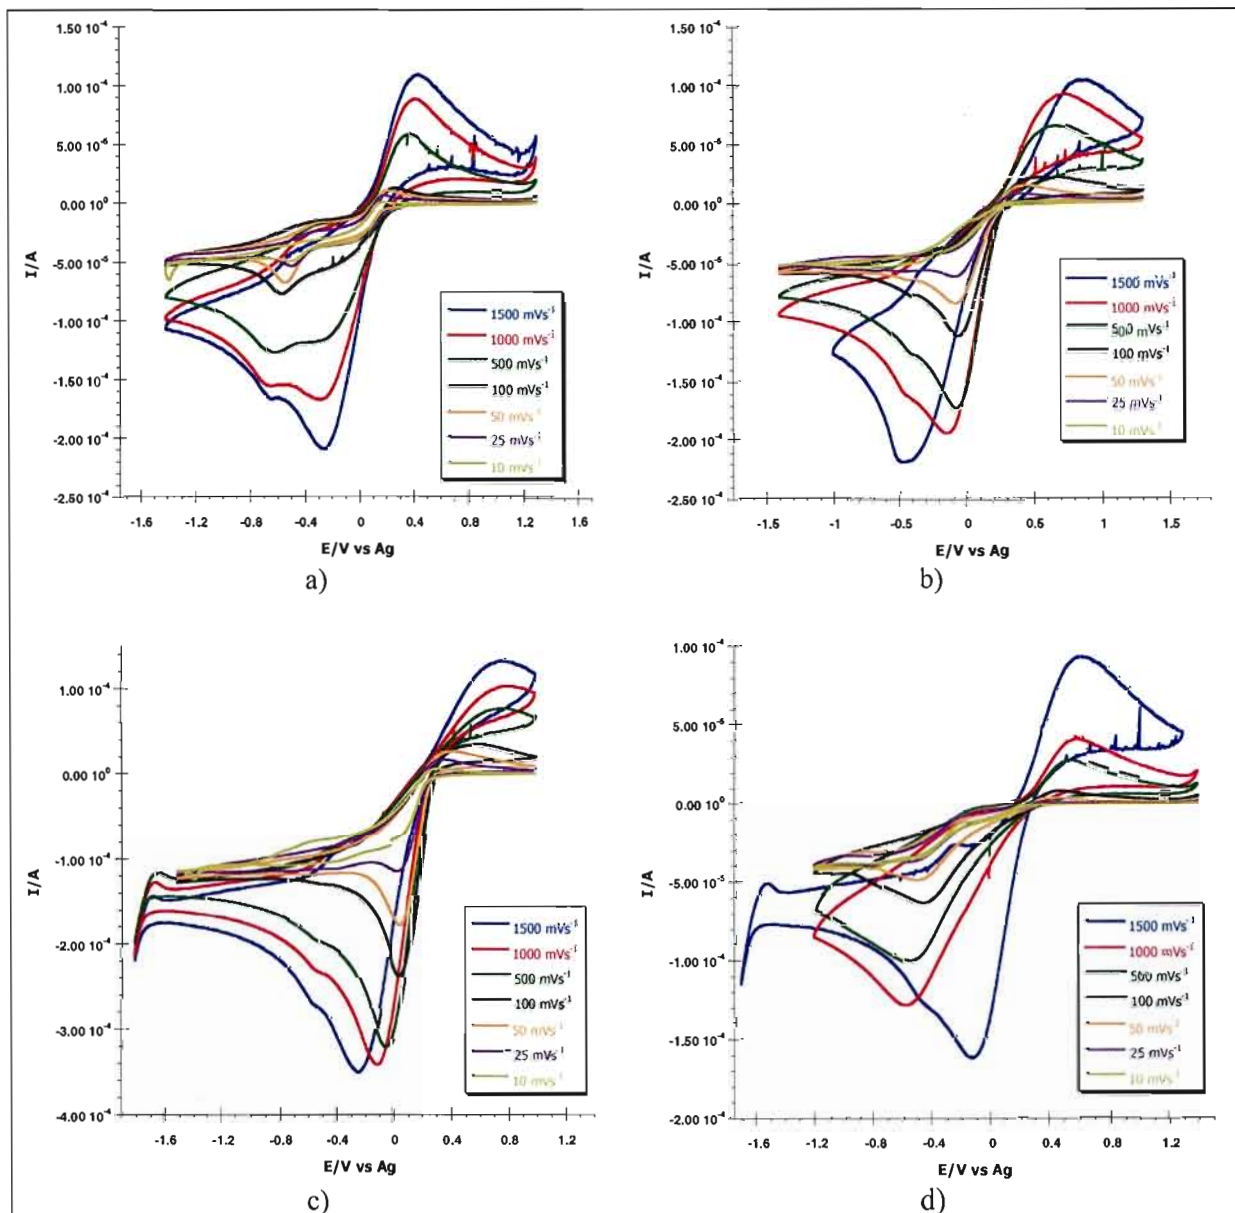 1.50 10⁻⁴
1.00 10⁻⁴
5.00 10⁻⁵
0.00 10⁰
-5.00 10⁻⁵
-1.00 10⁻⁴
-1.50 10⁻⁴
-2.00 10⁻⁴
-2.50 10⁻⁴
I/A
1500 mVs⁻¹
1000 mVs⁻¹
500 mVs⁻¹
100 mVs⁻¹
50 mVs⁻¹
25 mVs⁻¹
10 mVs⁻¹
-1.6 -1.2 -0.8 -0.4 0 0.4 0.8 1.2 1.6
E/V vs Ag
a)
1.50 10⁻⁴
1.00 10⁻⁴
5.00 10⁻⁵
0.00 10⁰
-5.00 10⁻⁵
-1.00 10⁻⁴
-1.50 10⁻⁴
-2.00 10⁻⁴
-2.50 10⁻⁴
I/A
1500 mVs⁻¹
1000 mVs⁻¹
500 mVs⁻¹
100 mVs⁻¹
50 mVs⁻¹
25 mVs⁻¹
10 mVs⁻¹
-1.5 -1 -0.5 0 0.5 1 1.5
E/V vs Ag
b)
1.00 10⁻⁴
0.00 10⁰
-1.00 10⁻⁴
-2.00 10⁻⁴
-3.00 10⁻⁴
-4.00 10⁻⁴
I/A
1500 mVs⁻¹
1000 mVs⁻¹
500 mVs⁻¹
100 mVs⁻¹
50 mVs⁻¹
25 mVs⁻¹
10 mVs⁻¹
-1.6 -1.2 -0.8 -0.4 0 0.4 0.8 1.2
E/V vs Ag
c)
1.00 10⁻⁴
5.00 10⁻⁵
0.00 10⁰
-5.00 10⁻⁵
-1.00 10⁻⁴
-1.50 10⁻⁴
-2.00 10⁻⁴
I/A
1500 mVs⁻¹
1000 mVs⁻¹
500 mVs⁻¹
100 mVs⁻¹
50 mVs⁻¹
25 mVs⁻¹
10 mVs⁻¹
-1.6 -1.2 -0.8 -0.4 0 0.4 0.8 1.2
E/V vs Ag
d)